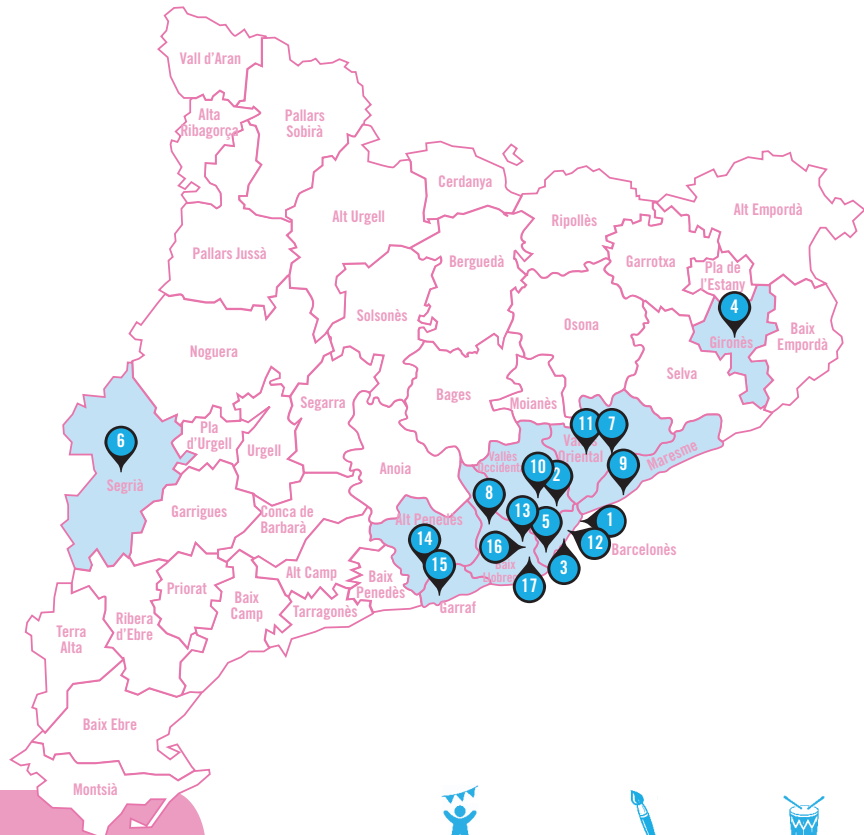 Vall d'Aran
Alta
Ribagorça
Pallars
Sobirà
Cerdanya
Alt Urgell
Ripollès
Alt Empordà
Pallars Jussà
Berguedà
Garrotxa
Pla de
l'Estany
4
Solsonès
Osona
Gironès
Baix
Empordà
Noguera
Selva
Segarra
Bages
Moianès
Pla
d'Urgell
Urgell
6
Segrià
Anoia
11
7
Vallès
Oriental
Vallès
Occidental
10
2
9
Maresme
8
Garrigues
Conca de
Barbarà
Alt Penedès
13
5
1
12
Barcelonès
14
16
Baix
15
17
3
Priorat
Alt Camp
Baix
Penedès
Baix
Camp
Tarragonès
Garraf
Terra
Alta
Ribera
d'Ebre
Baix Ebre
Montsià